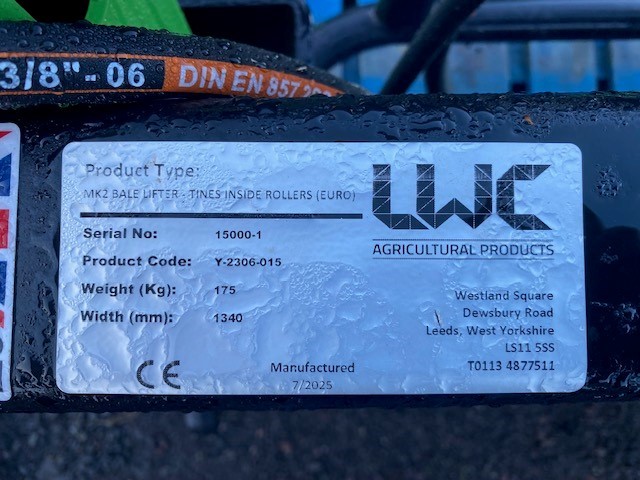 3/8"-06 DIN EN 857
Product Type:
MK2 BALE LIFTER - TINES INSIDE ROLLERS (EURO)
LWC
AGRICULTURAL PRODUCTS
Serial No: 15000-1
Product Code: Y-2306-015
Weight (Kg): 175
Width (mm): 1340
Westland Square
Dewsbury Road
Leeds, West Yorkshire
LS11 5SS
T0113 4877511
CE
Manufactured
7/2025